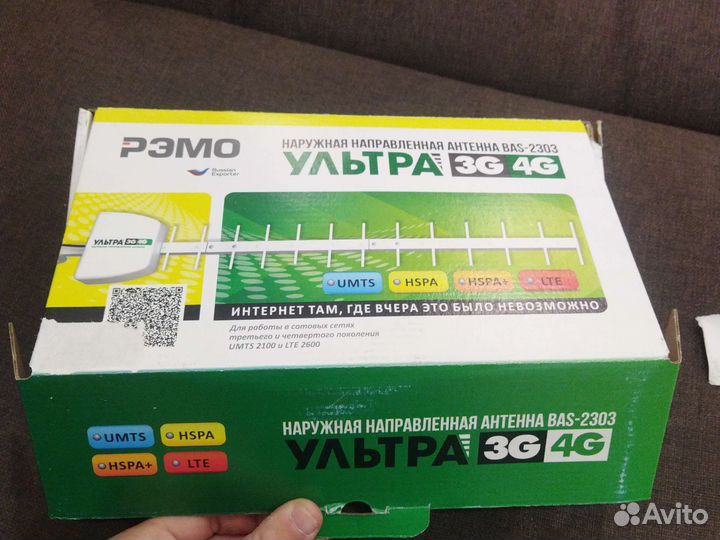 РЭМО
Russian
Exporter
НАРУЖНАЯ НАПРАВЛЕННАЯ АНТЕННА BAS-2303
УЛЬТРА 3G 4G
УЛЬТРА 3G 4G
UMTS
HSPA
HSPA+
LTE
ИНТЕРНЕТ ТАМ, ГДЕ ВЧЕРА ЭТО БЫЛО НЕВОЗМОЖНО
Для работы в сотовых сетях
третьего и четвертого поколения
UMTS 2100 и LTE 2600
НАРУЖНАЯ НАПРАВЛЕННАЯ АНТЕННА BAS-2303
УЛЬТРА 3G 4G
UMTS
HSPA
HSPA+
LTE
Avito